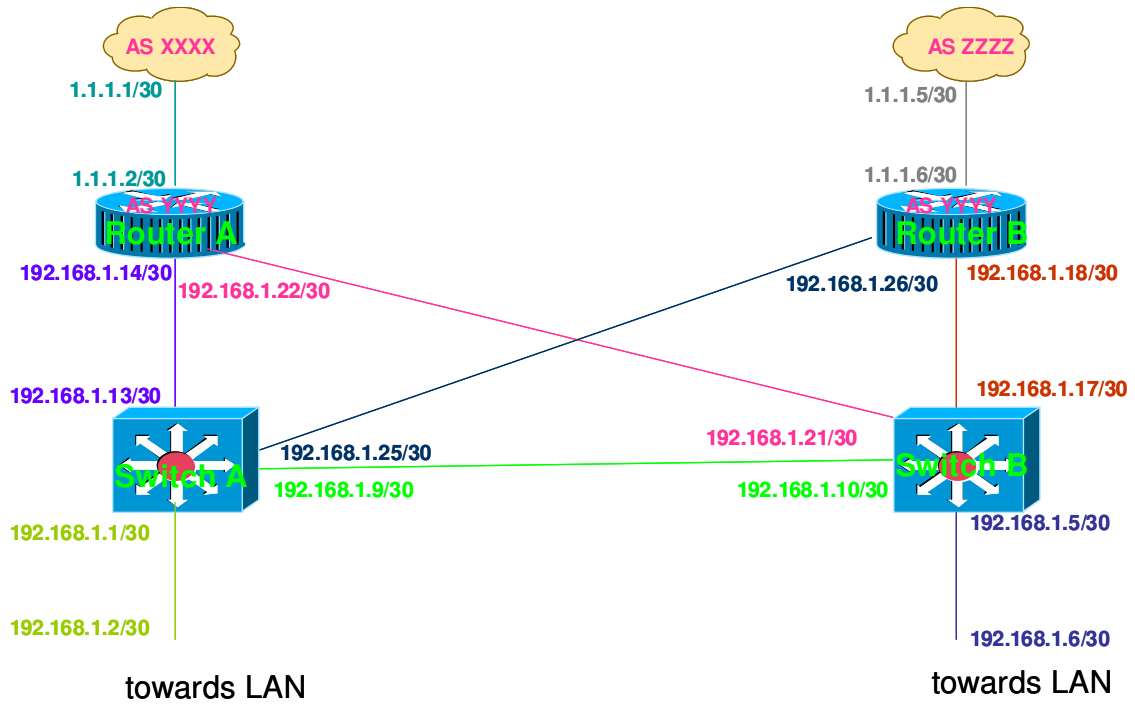 AS XXXX
AS ZZZZ
1.1.1.1/30
1.1.1.5/30
1.1.1.2/30
1.1.1.6/30
AS YYYY
AS YYYY
Router A
Router B
192.168.1.14/30
192.168.1.22/30
192.168.1.26/30
192.168.1.18/30
192.168.1.13/30
192.168.1.17/30
192.168.1.25/30
192.168.1.21/30
Switch A
Switch B
192.168.1.9/30
192.168.1.10/30
192.168.1.1/30
192.168.1.5/30
192.168.1.2/30
192.168.1.6/30
towards LAN
towards LAN